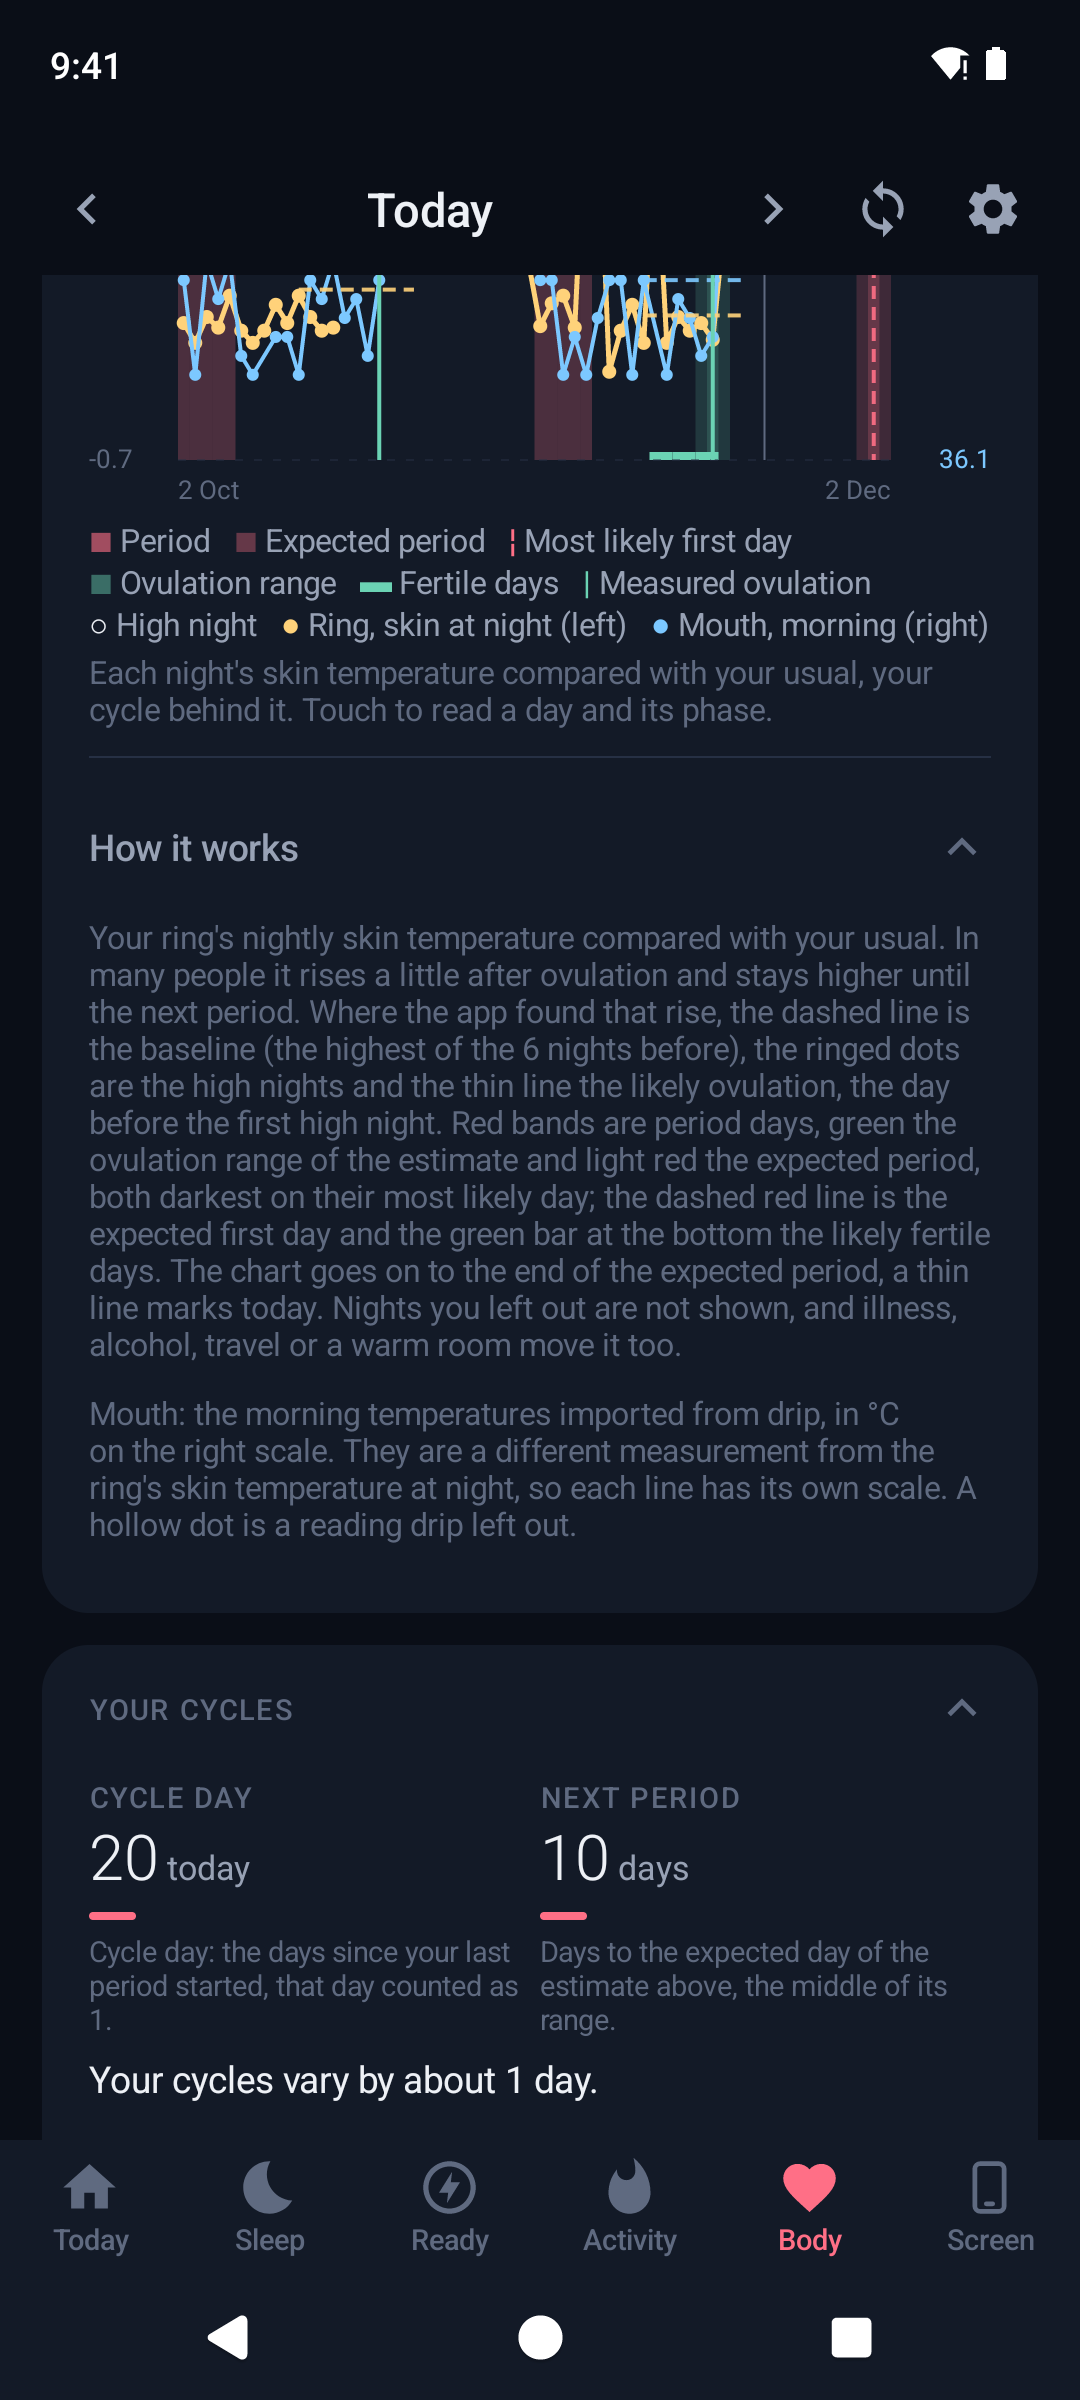 9:41
Today
-0.7
36.1
2 Oct
2 Dec
Period Expected period Most likely first day
Ovulation range Fertile days Measured ovulation
High night Ring, skin at night (left) Mouth, morning (right)
Each night's skin temperature compared with your usual, your
cycle behind it. Touch to read a day and its phase.
How it works
Your ring's nightly skin temperature compared with your usual. In
many people it rises a little after ovulation and stays higher until
the next period. Where the app found that rise, the dashed line is
the baseline (the highest of the 6 nights before), the ringed dots
are the high nights and the thin line the likely ovulation, the day
before the first high night. Red bands are period days, green the
ovulation range of the estimate and light red the expected period,
both darkest on their most likely day; the dashed red line is the
expected first day and the green bar at the bottom the likely fertile
days. The chart goes on to the end of the expected period, a thin
line marks today. Nights you left out are not shown, and illness,
alcohol, travel or a warm room move it too.
Mouth: the morning temperatures imported from drip, in °C
on the right scale. They are a different measurement from the
ring's skin temperature at night, so each line has its own scale. A
hollow dot is a reading drip left out.
YOUR CYCLES
CYCLE DAY
20 today
Cycle day: the days since your last
period started, that day counted as
1.
NEXT PERIOD
10 days
Days to the expected day of the
estimate above, the middle of its
range.
Your cycles vary by about 1 day.
Today
Sleep
Ready
Activity
Body
Screen